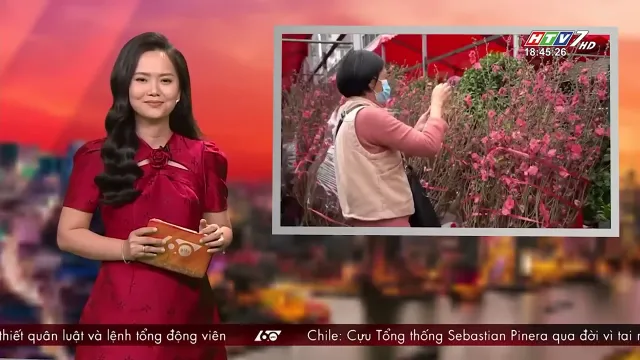 HTV7 HD
18:45:26
thiết quân luật và lệnh tổng động viên 60 Chile: Cựu Tổng thống Sebastian Pinera qua đời vì tai